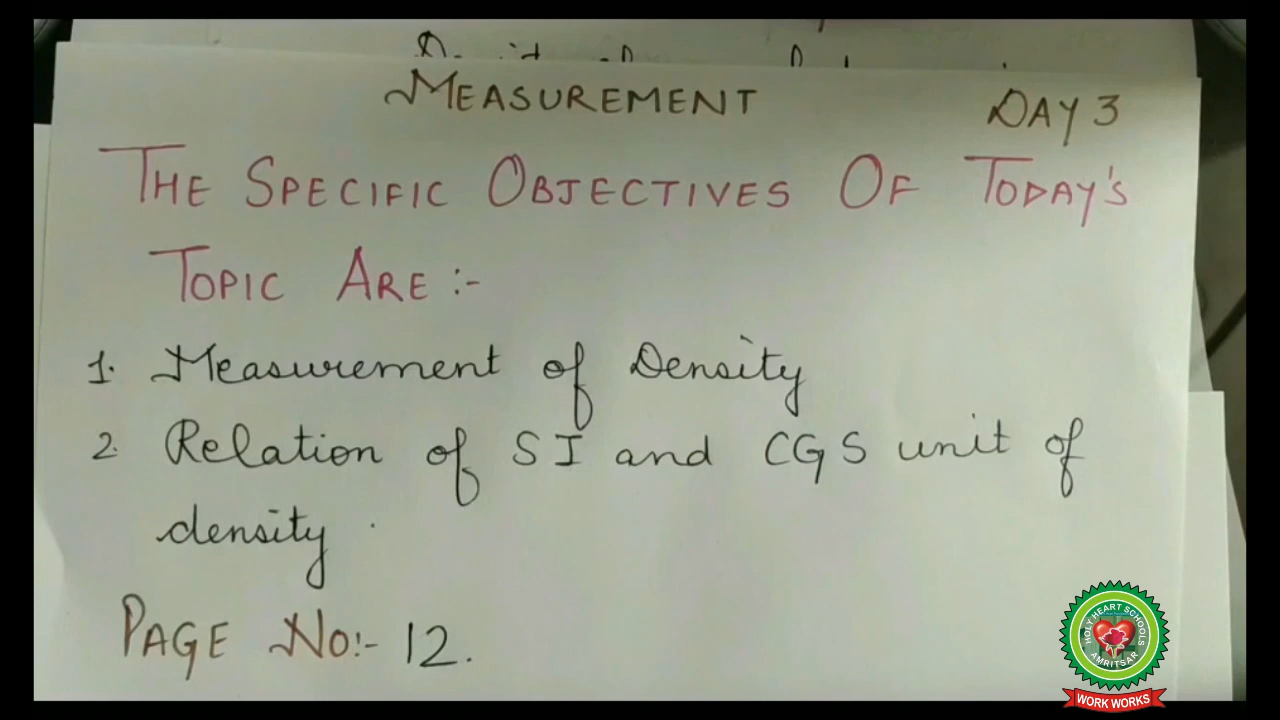 MEASUREMENT DAY 3
THE SPECIFIC OBJECTIVES OF TODAY'S
TOPIC ARE :-
1. Measurement of Density
2. Relation of SI and CGS unit of
density.
PAGE NO:- 12.
HOLY HEART SCHOOLS
AMRITSAR
WORK WORKS